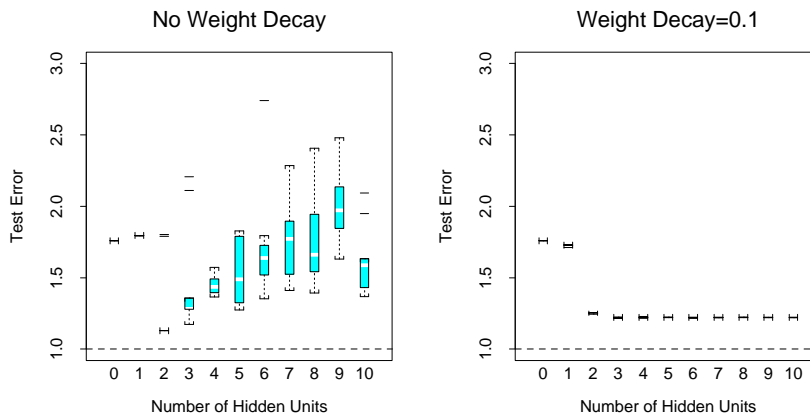 No Weight Decay
Weight Decay=0.1
Test Error
3.0
2.5
2.0
1.5
1.0
0 1 2 3 4 5 6 7 8 9 10
Number of Hidden Units
Test Error
3.0
2.5
2.0
1.5
1.0
0 1 2 3 4 5 6 7 8 9 10
Number of Hidden Units